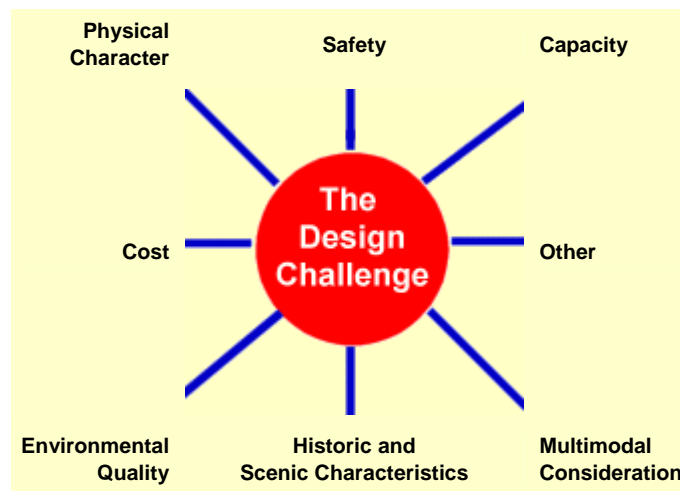 Physical
Character
Safety
Capacity
The
Design
Challenge
Cost
Other
Environmental
Quality
Historic and
Scenic Characteristics
Multimodal
Consideration